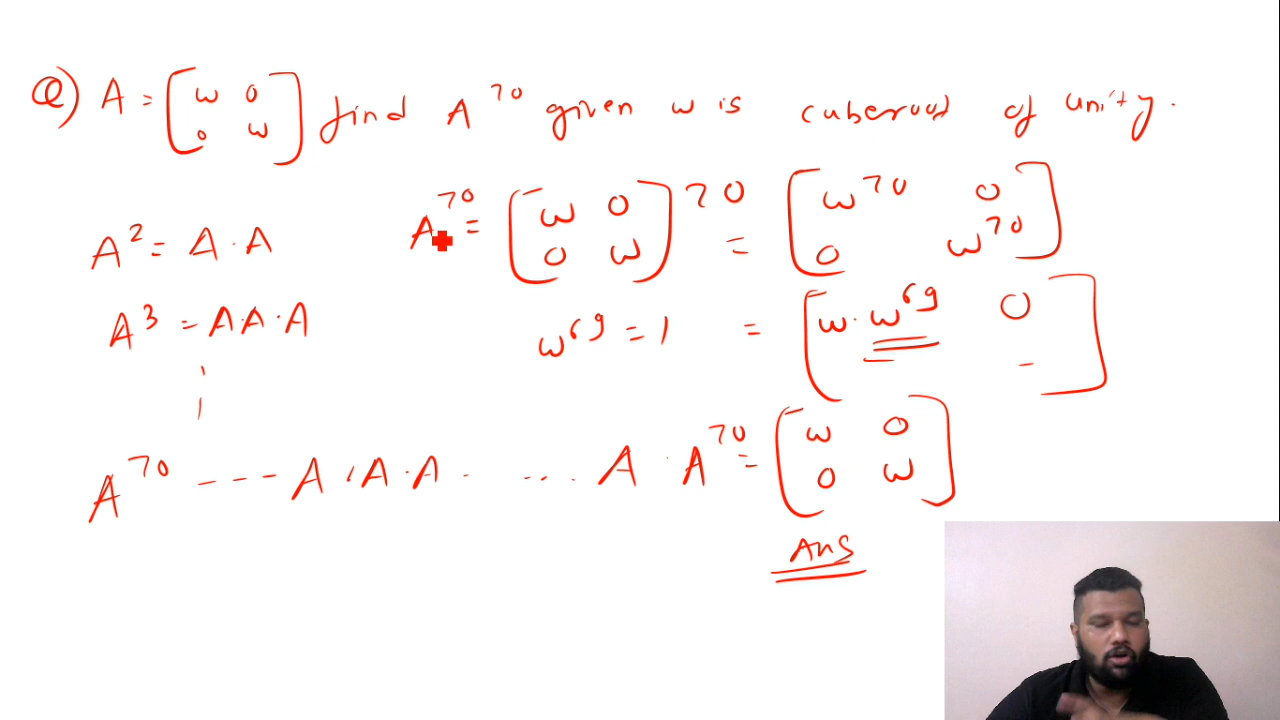 Q) A = [ω 0 0 ω] find A^70 given ω is cuberoot of unity.
A^70 = [ω 0 0 ω]^70 = [ω^70 0 0 ω^70]
A^2 = A · A
A^3 = A A · A
ω^69 = 1 = [ω · ω^69 0 -]
A^70 --- A · A · A · ... A · A^70 = [ω 0 0 ω]
Ans